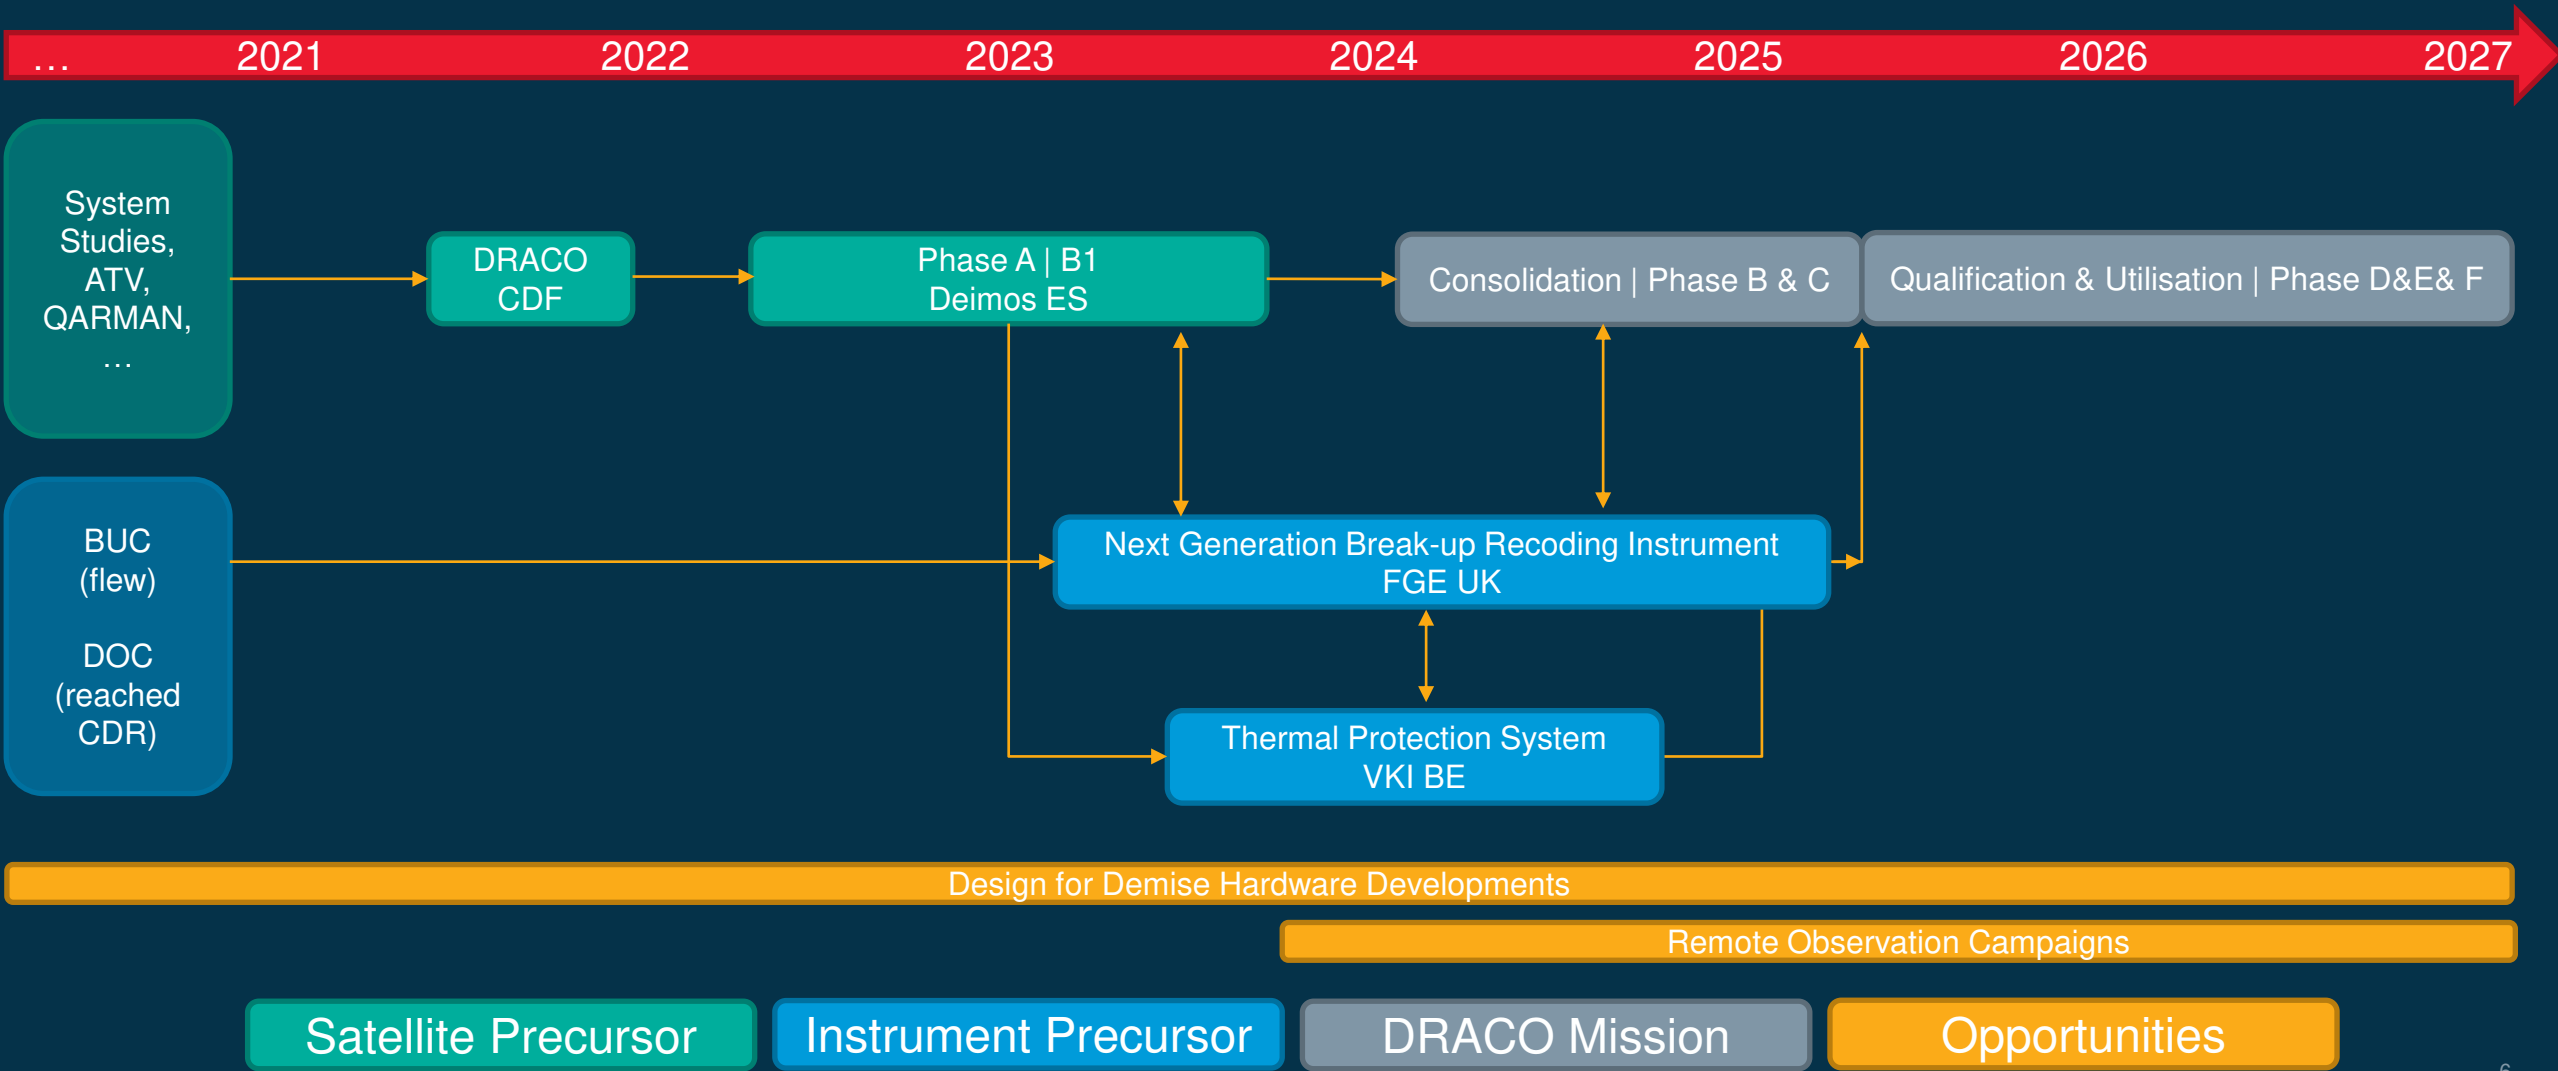 … 2021 2022 2023 2024 2025 2026 2027
System
Studies,
ATV,
QARMAN,
…
DRACO
CDF
Phase A | B1
Deimos ES
Consolidation | Phase B & C
Qualification & Utilisation | Phase D&E& F
BUC
(flew)
DOC
(reached
CDR)
Next Generation Break-up Recoding Instrument
FGE UK
Thermal Protection System
VKI BE
Design for Demise Hardware Developments
Remote Observation Campaigns
Satellite Precursor
Instrument Precursor
DRACO Mission
Opportunities